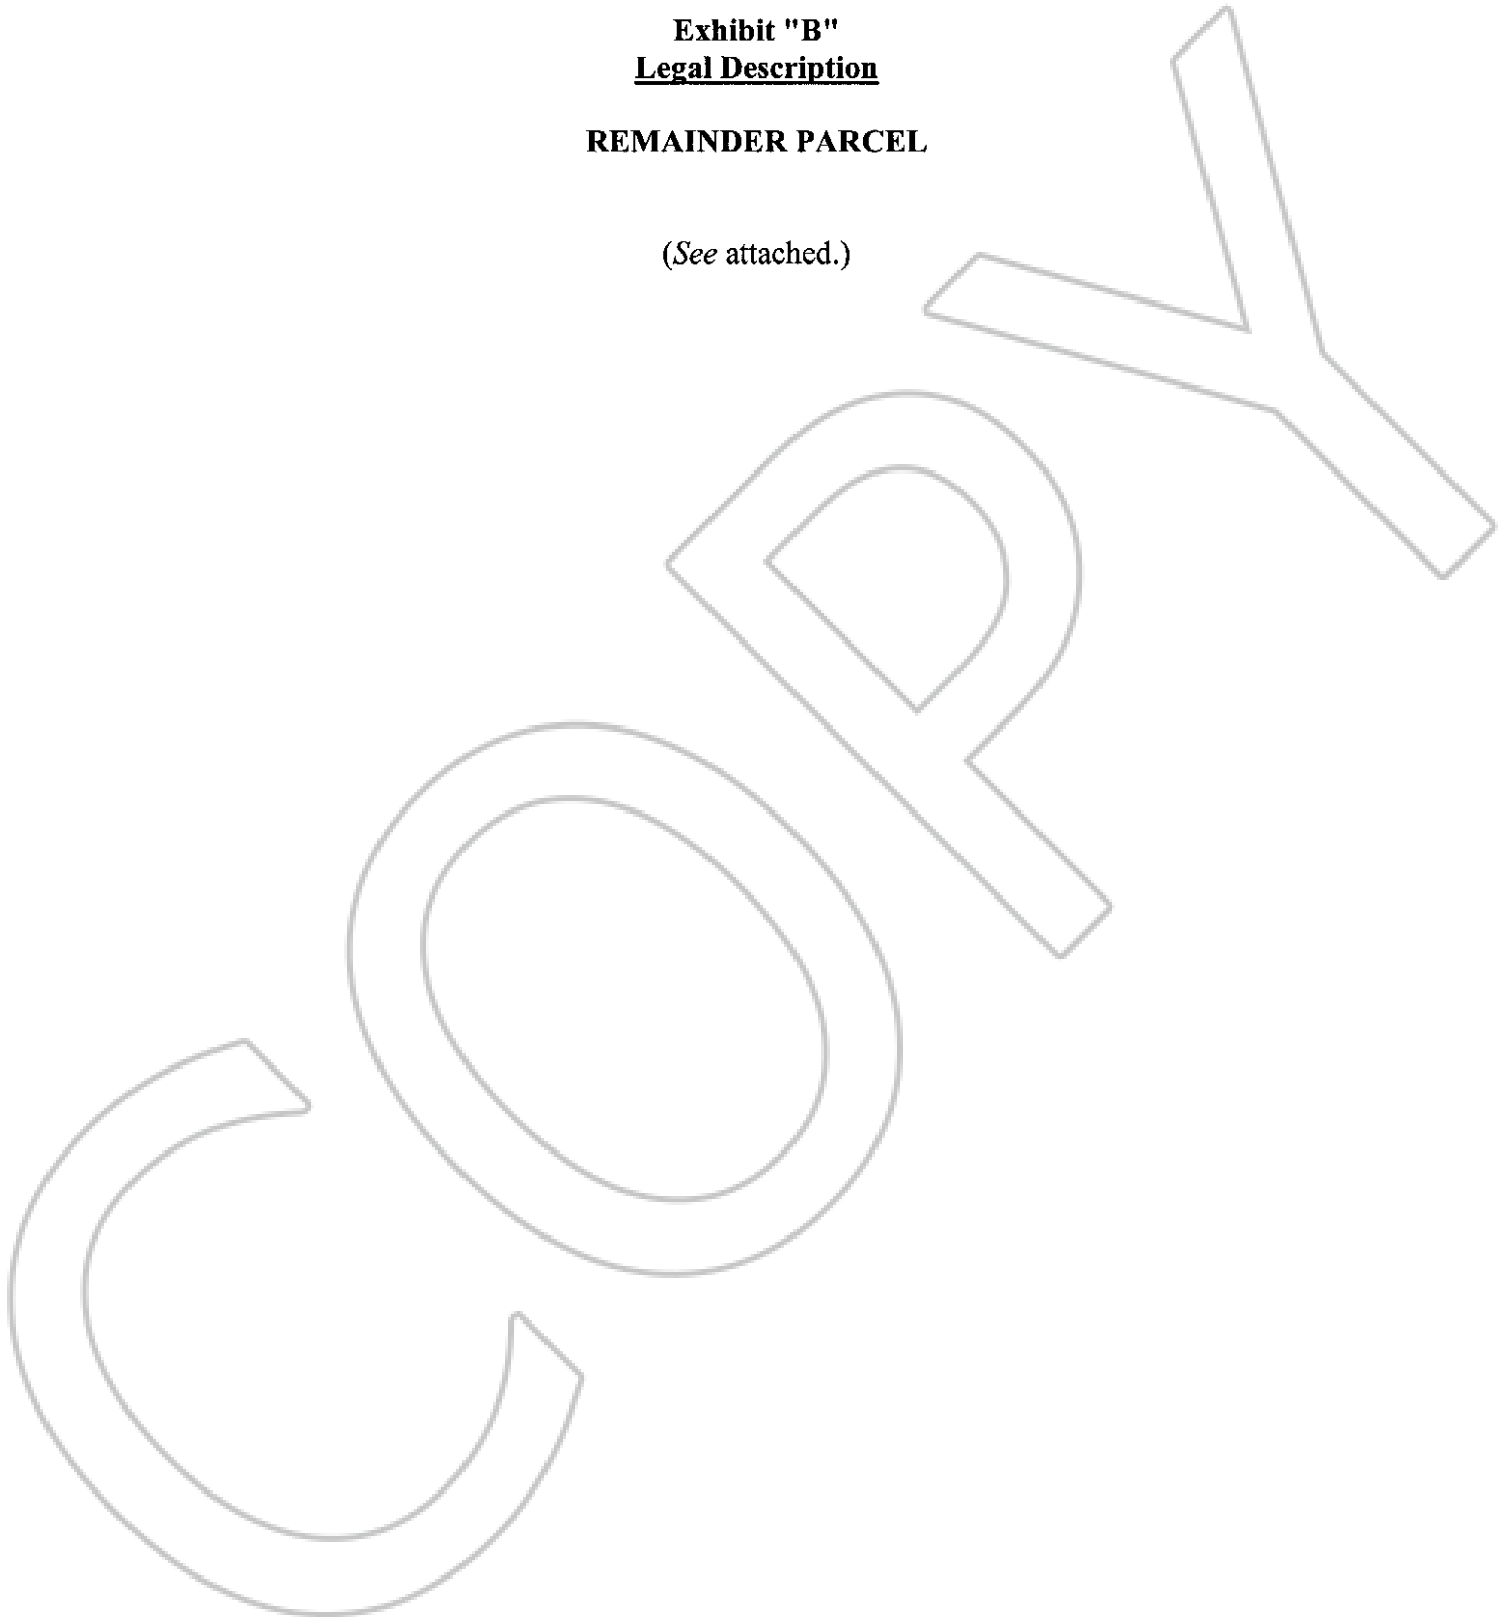 Exhibit "B"
Legal Description
REMAINDER PARCEL
(See attached.)
COPY